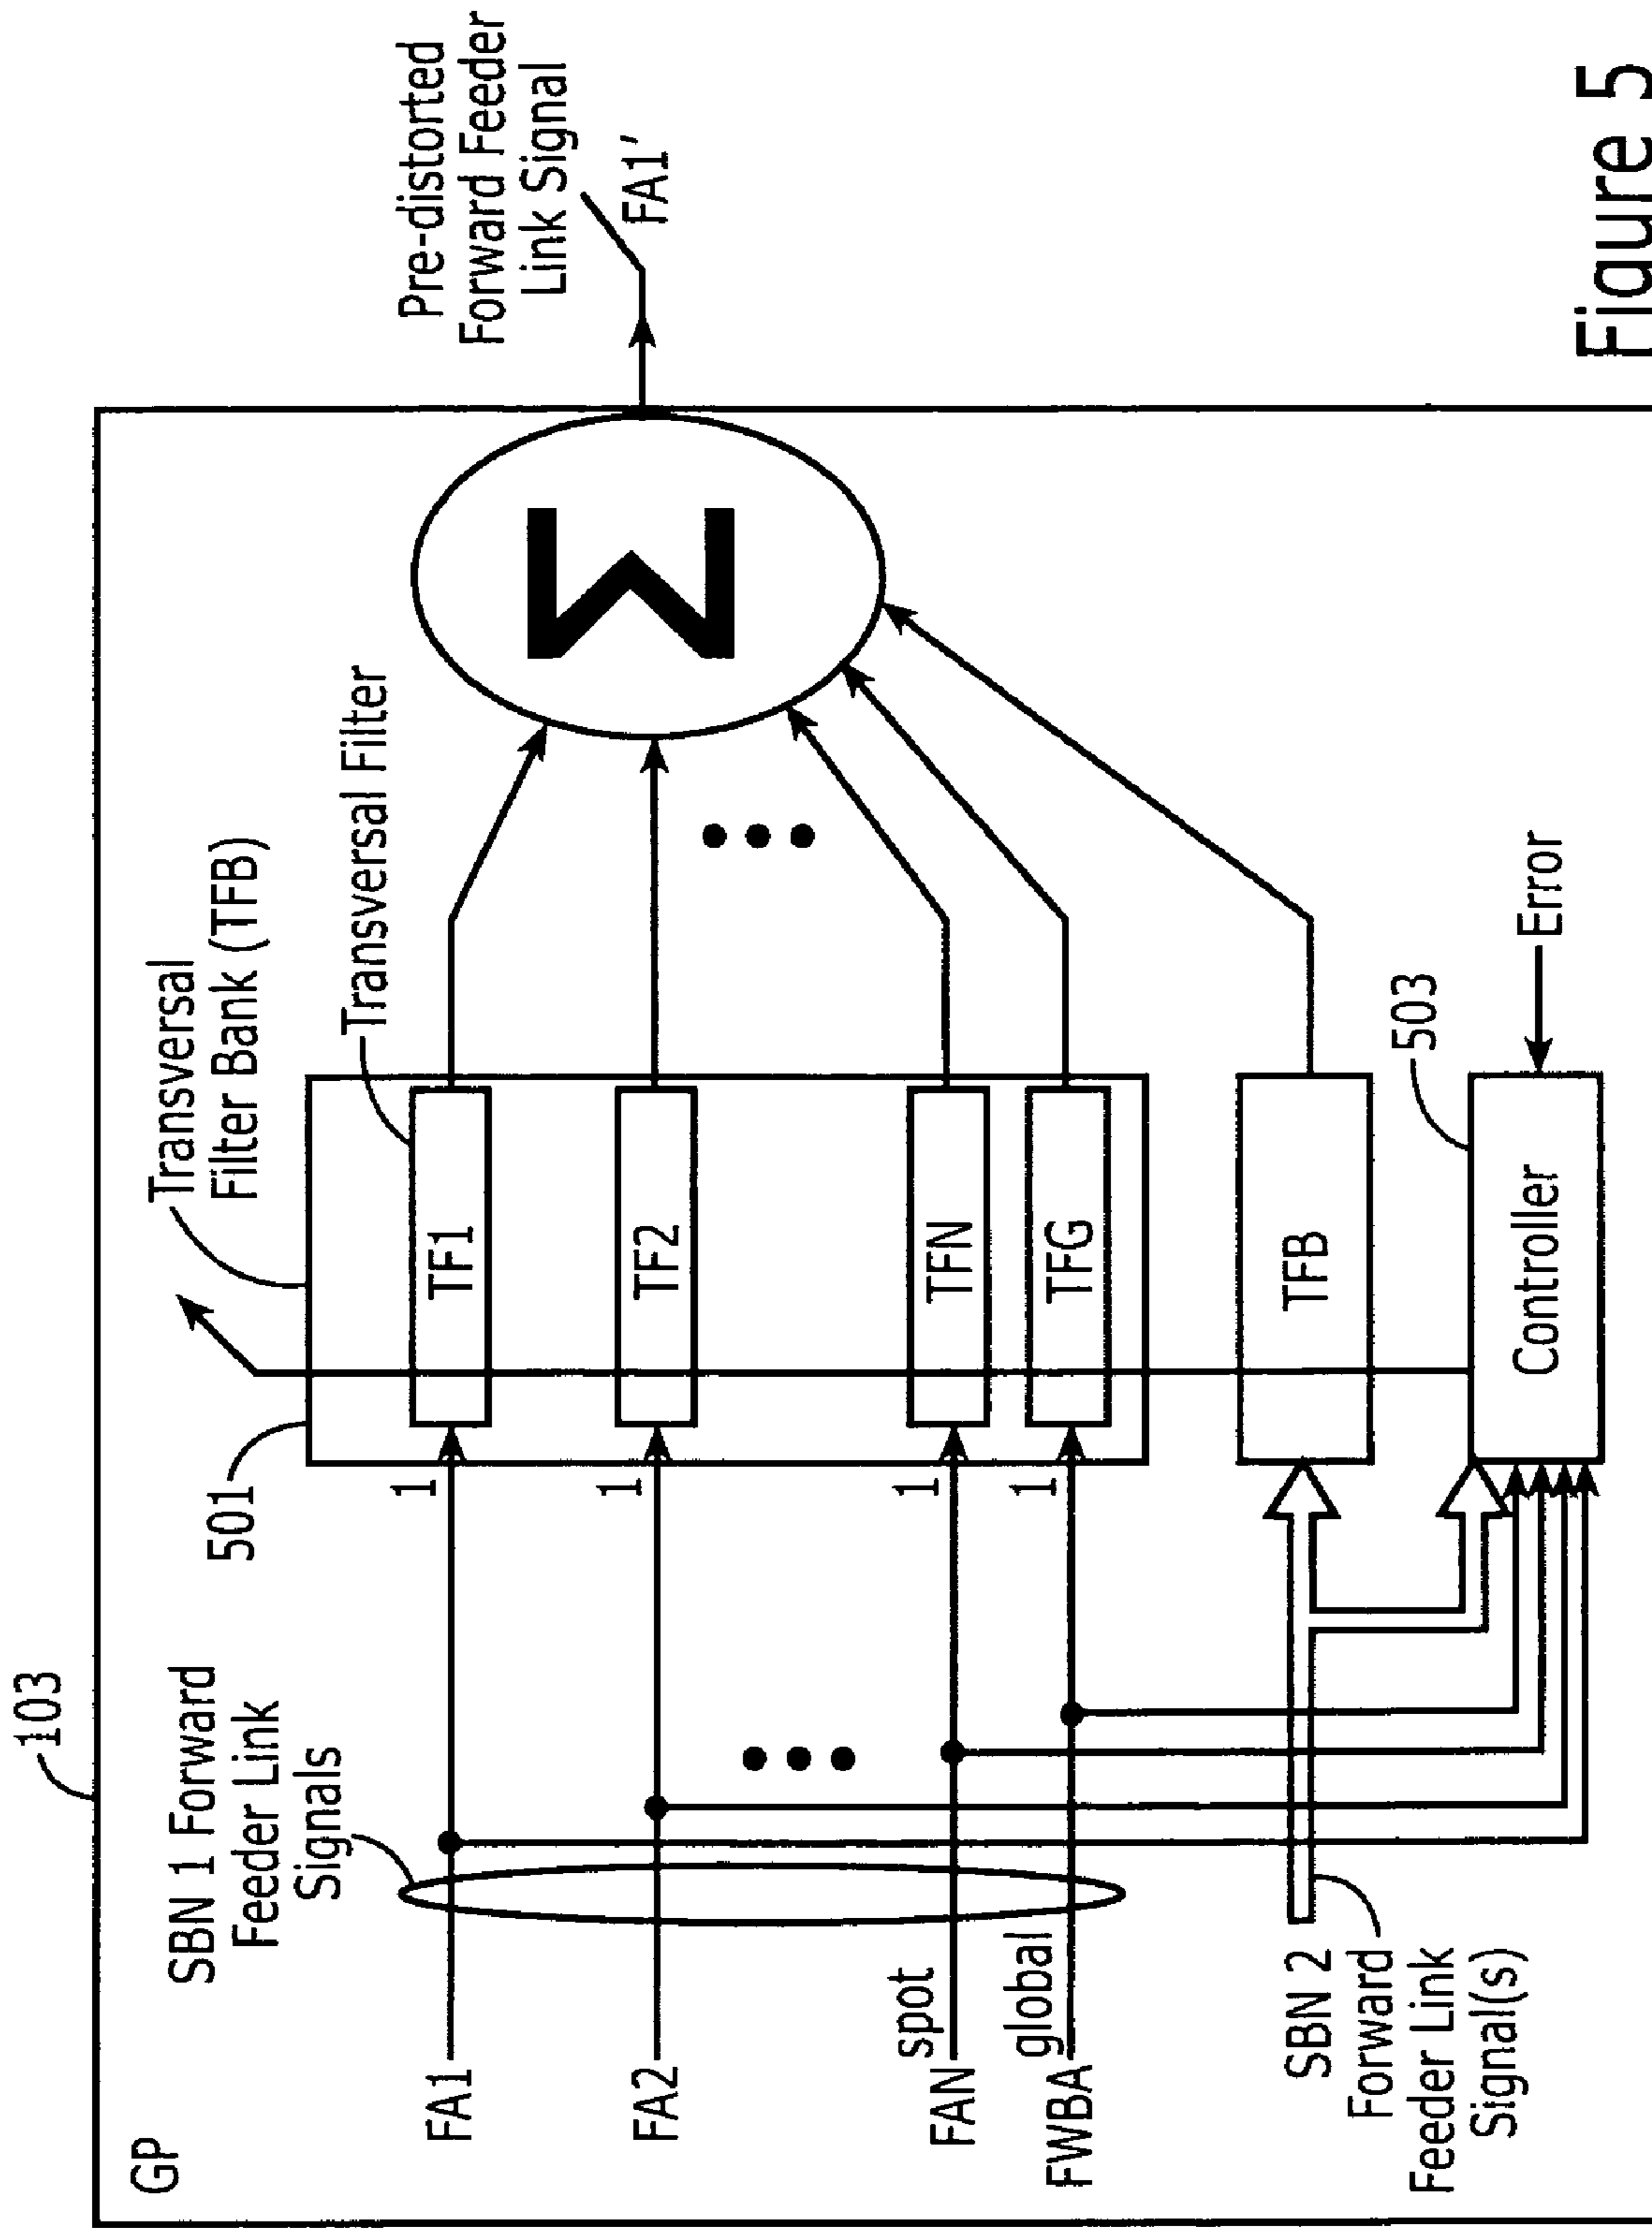 103
GP
SBN 1 Forward
Feeder Link
Signals
FA1
FA2
spot
FAN
global
FWBA
SBN 2
Forward
Feeder Link
Signal(s)
501
1
1
1
1
Transversal
Filter Bank (TFB)
Transversal Filter
TF1
TF2
TFN
TFG
TFB
Controller
503
Error
Σ
Pre-distorted
Forward Feeder
Link Signal
FA1'
Figure 5